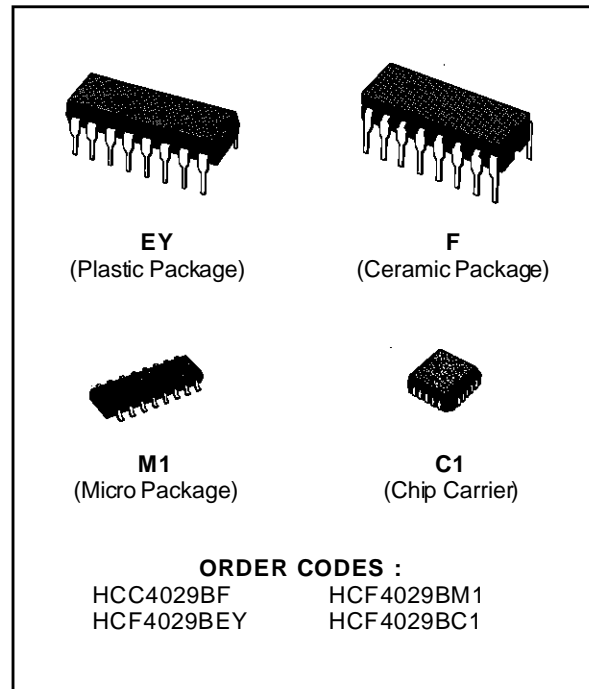 EY
(Plastic Package)
F
(Ceramic Package)
M1
(Micro Package)
C1
(Chip Carrier)
ORDER CODES :
HCC4029BF HCF4029BM1
HCF4029BEY HCF4029BC1